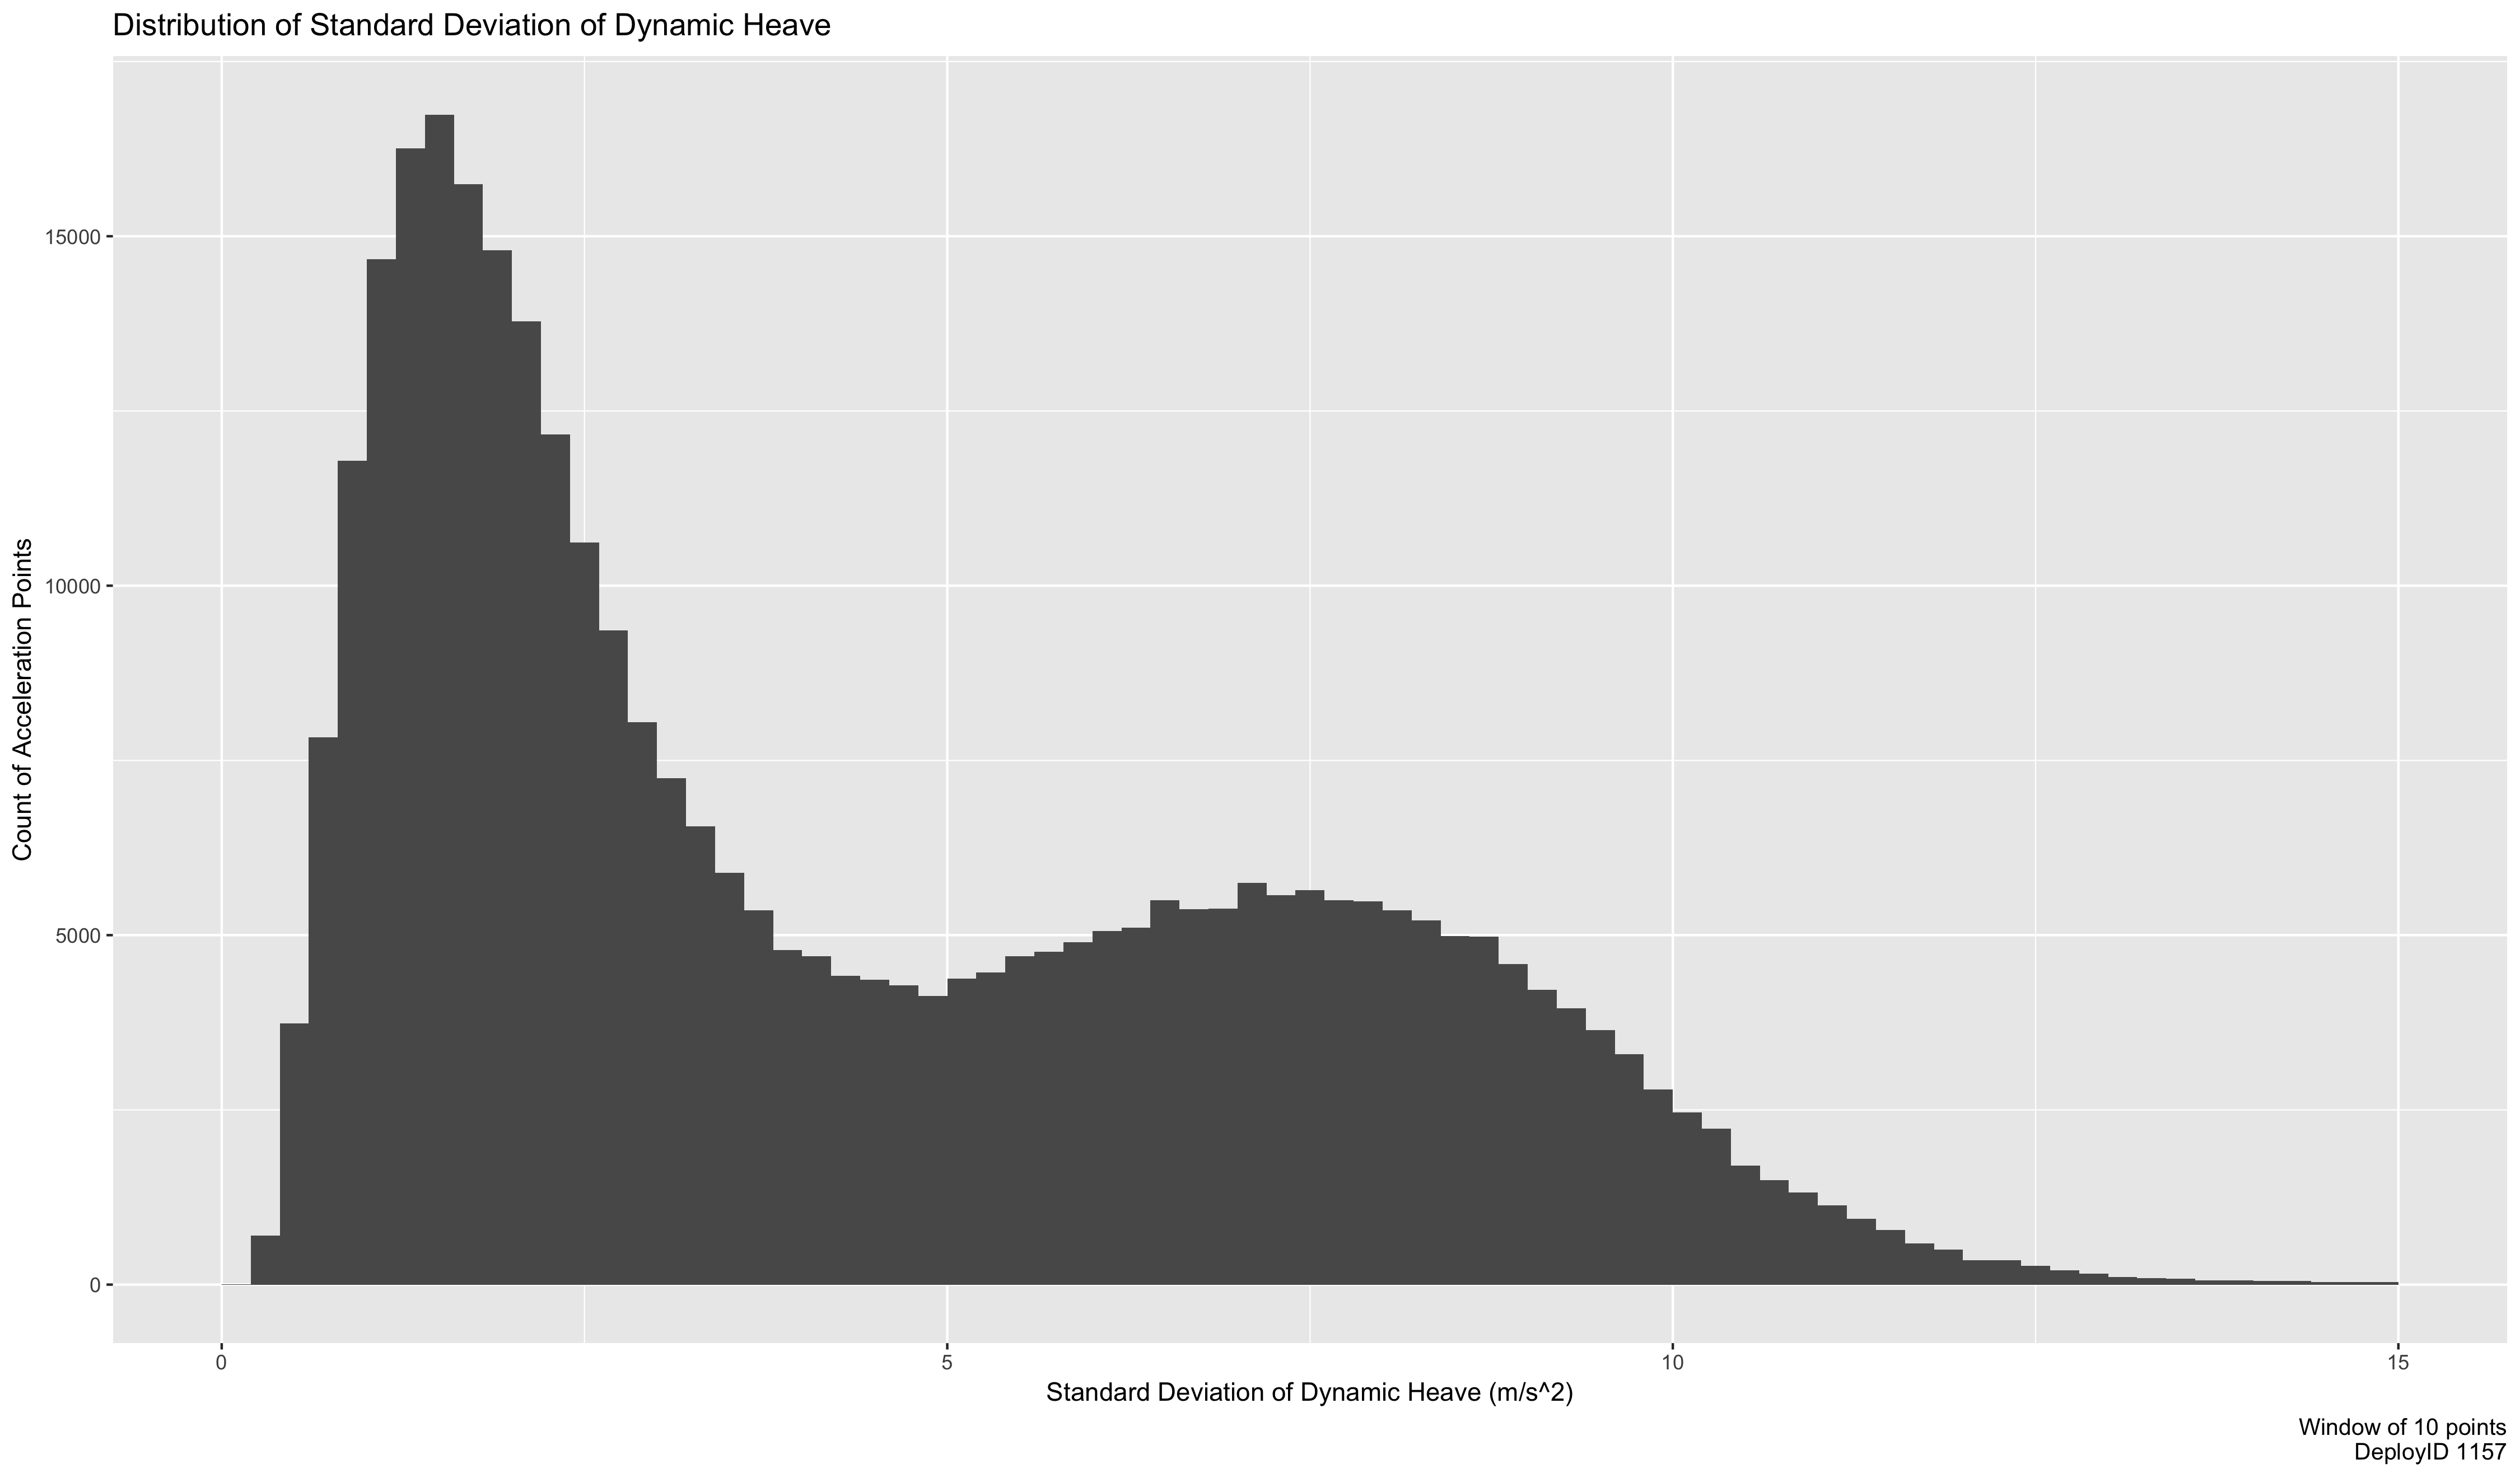 Distribution of Standard Deviation of Dynamic Heave
Count of Acceleration Points
15000
10000
5000
0
0
5
10
15
Standard Deviation of Dynamic Heave (m/s^2)
Window of 10 points
DeployID 1157